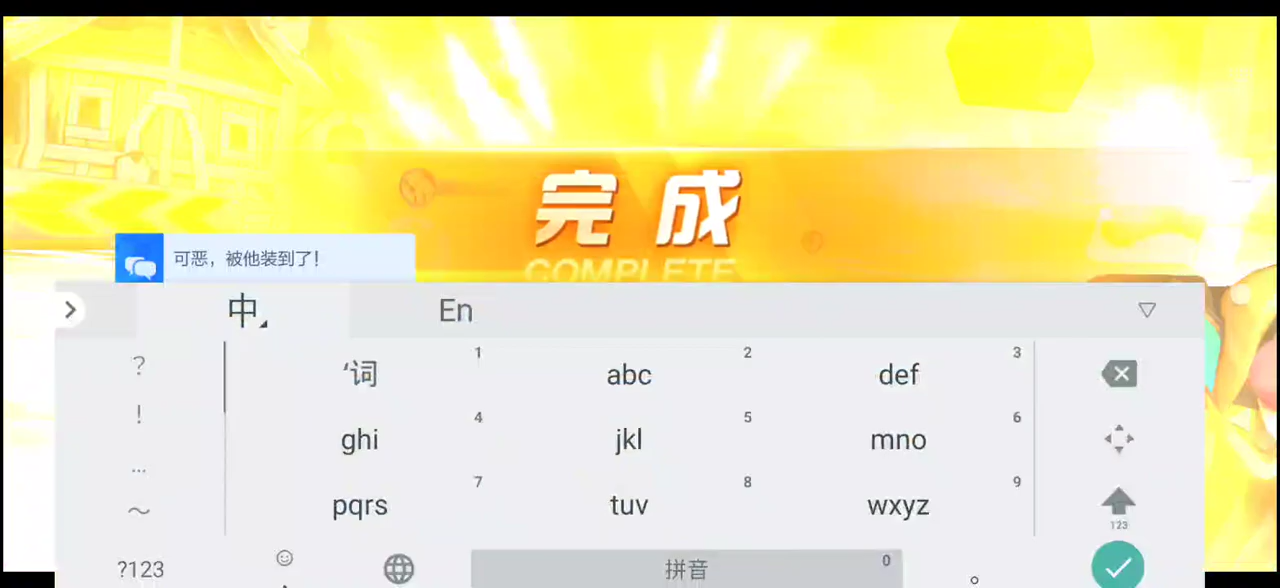 完成
COMPLETE
可恶，被他装到了！
中 En
? '词 1 abc 2 def 3
! ghi 4 jkl 5 mno 6
... pqrs 7 tuv 8 wxyz 9
～ 123
?123 拼音 0 。